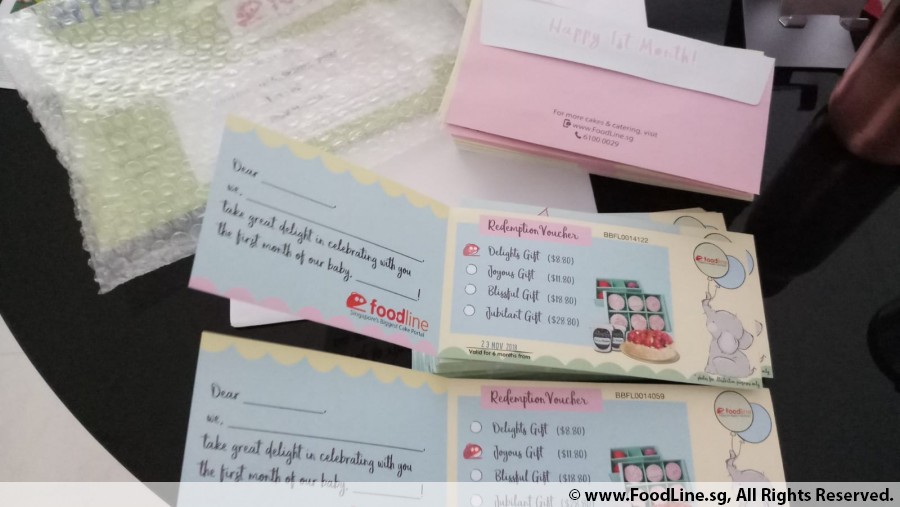 Happy 1st Month!
For more cakes & catering, visit
www.FoodLine.sg
6100 0029
Dear
we,
take great delight in celebrating with you
the first month of our baby, !
foodline
Singapore's Biggest Cake Portal
Redemption Voucher
BBFL0014122
Delights Gift ($8.80)
Joyous Gift ($11.80)
Blissful Gift ($18.80)
Jubilant Gift ($28.80)
23 NOV 2018
Valid for 6 months from
foodline
Dear
we,
take great delight in celebrating with you
the first month of our baby,
Redemption Voucher
BBFL0014059
Delights Gift ($8.80)
Joyous Gift ($11.80)
Blissful Gift ($18.80)
Jubilant Gift
foodline
© www.FoodLine.sg, All Rights Reserved.